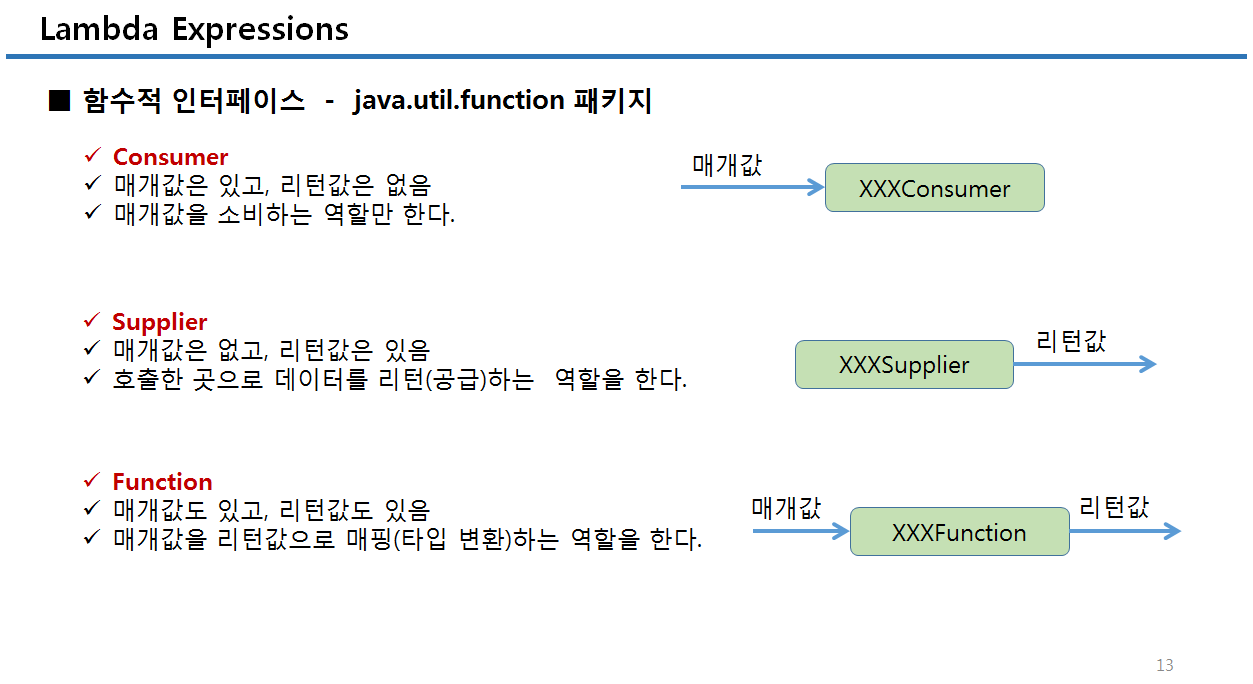 Lambda Expressions
■ 함수적 인터페이스 - java.util.function 패키지
✓ Consumer
✓ 매개값은 있고, 리턴값은 없음
✓ 매개값을 소비하는 역할만 한다.
매개값
XXXConsumer
✓ Supplier
✓ 매개값은 없고, 리턴값은 있음
✓ 호출한 곳으로 데이터를 리턴(공급)하는 역할을 한다.
XXXSupplier
리턴값
✓ Function
✓ 매개값도 있고, 리턴값도 있음
✓ 매개값을 리턴값으로 매핑(타입 변환)하는 역할을 한다.
매개값
XXXFunction
리턴값
13